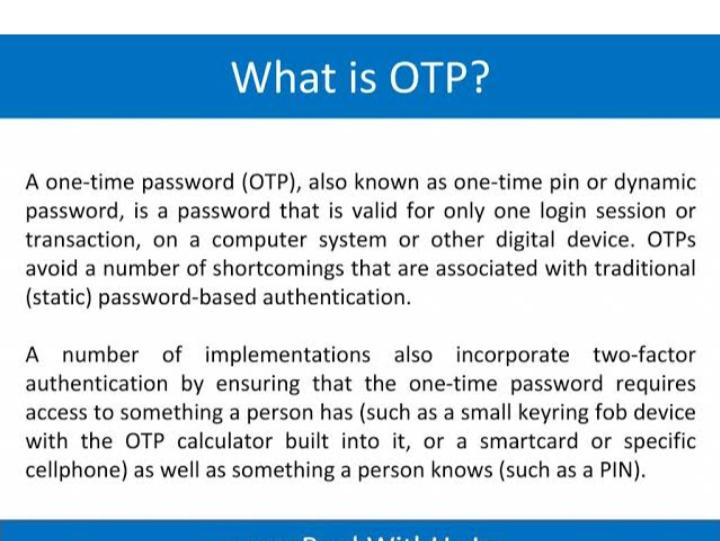 What is OTP?
A one-time password (OTP), also known as one-time pin or dynamic
password, is a password that is valid for only one login session or
transaction, on a computer system or other digital device. OTPs
avoid a number of shortcomings that are associated with traditional
(static) password-based authentication.
A number of implementations also incorporate two-factor
authentication by ensuring that the one-time password requires
access to something a person has (such as a small keyring fob device
with the OTP calculator built into it, or a smartcard or specific
cellphone) as well as something a person knows (such as a PIN).